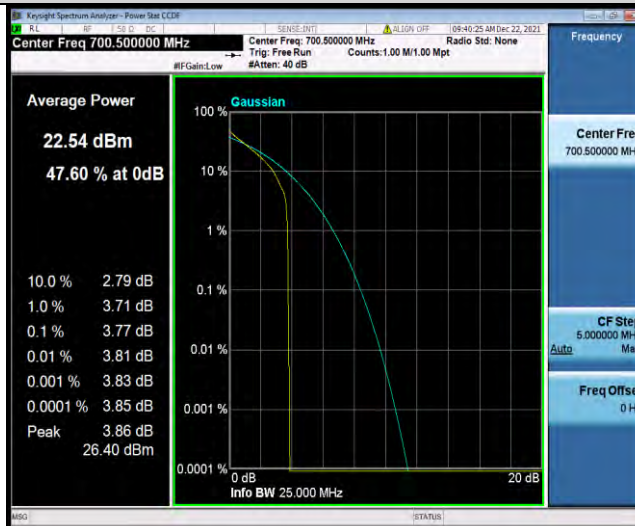 Keysight Spectrum Analyzer - Power Stat CCDF
RL RF 50 Ω DC SENSE:INT ALIGN OFF 09:40:25 AM Dec 22, 2021
Center Freq 700.500000 MHz
Center Freq: 700.500000 MHz Radio Std: None
Trig: Free Run Counts:1.00 M/1.00 Mpt
#IFGain:Low #Atten: 40 dB
Frequency
Average Power
22.54 dBm
47.60 % at 0dB
10.0 % 2.79 dB
1.0 % 3.71 dB
0.1 % 3.77 dB
0.01 % 3.81 dB
0.001 % 3.83 dB
0.0001 % 3.85 dB
Peak 3.86 dB
26.40 dBm
Gaussian
100 %
10 %
1 %
0.1 %
0.01 %
0.001 %
0.0001 %
0 dB 20 dB
Info BW 25.000 MHz
Center Fre
700.500000 MH
CF Ste
5.000000 MH
Auto Ma
Freq Offse
0 H
MSG STATUS